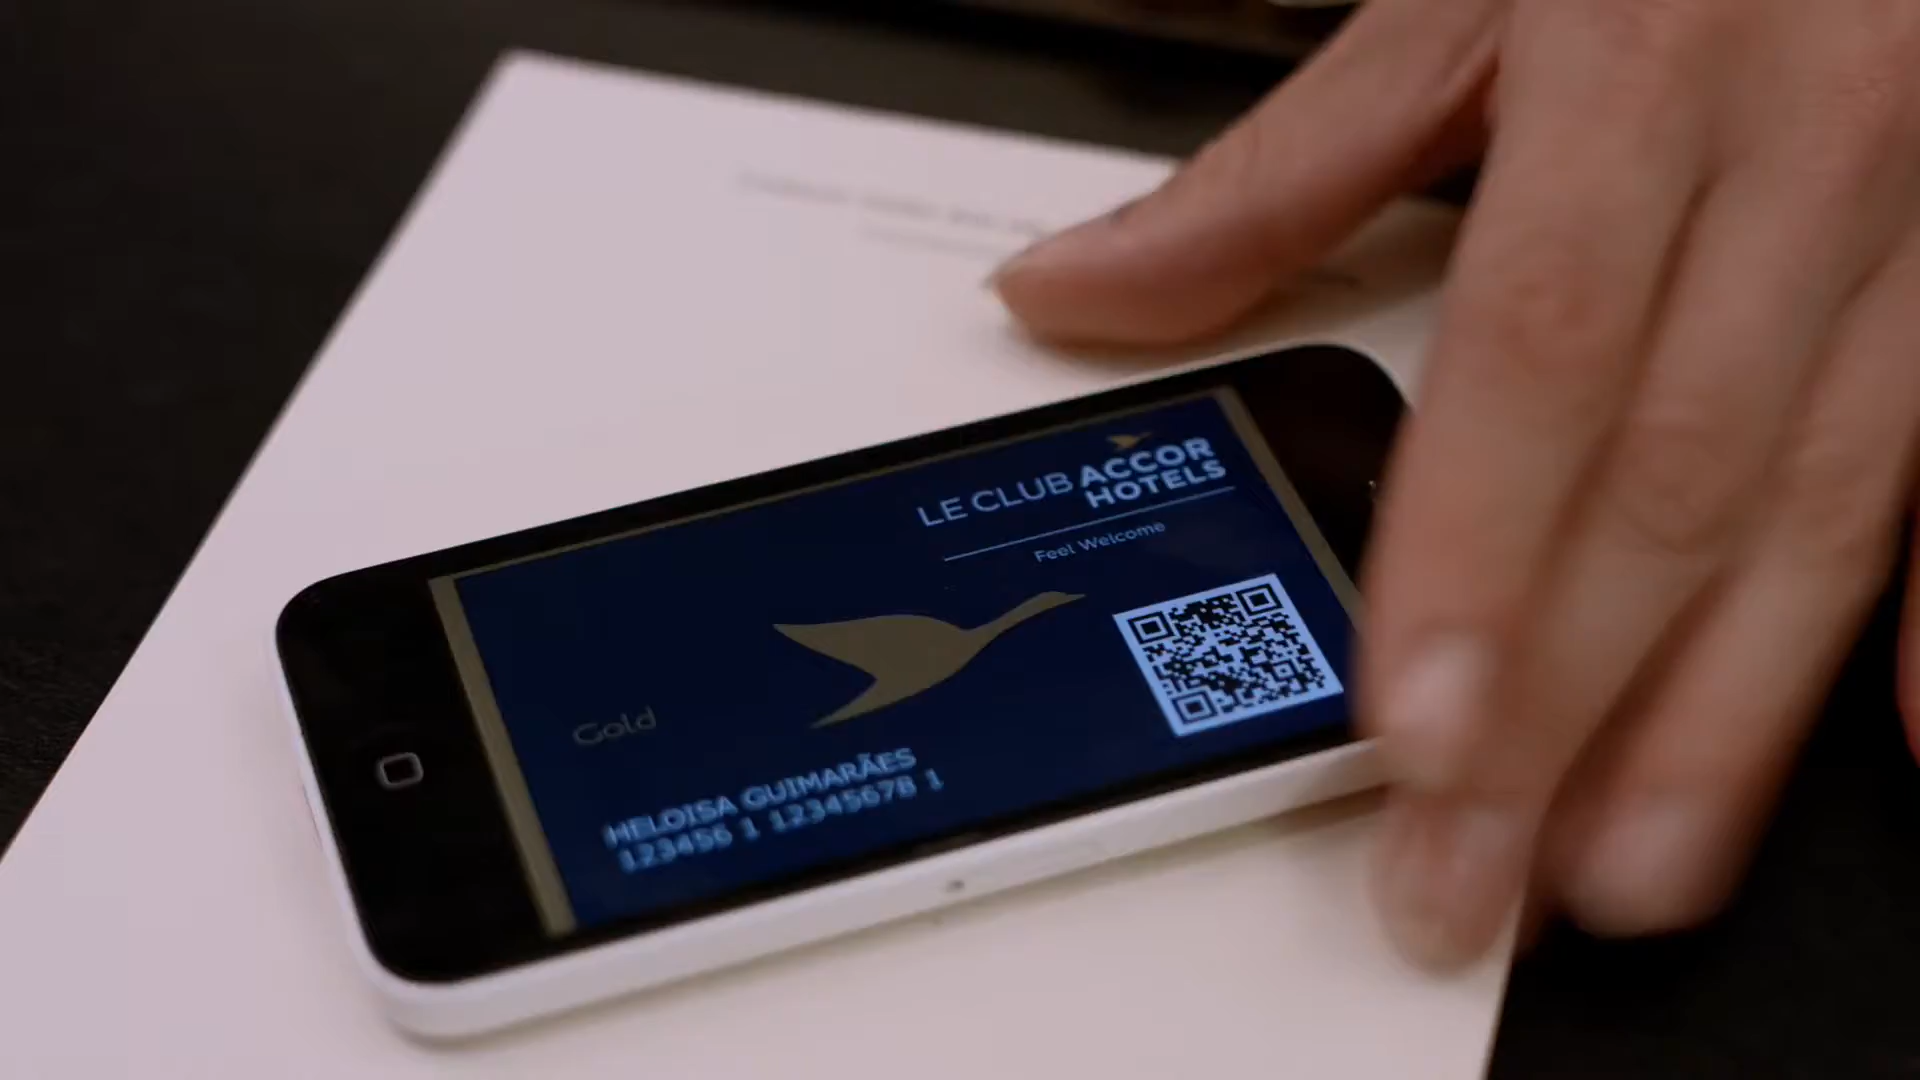 LE CLUB ACCOR
HOTELS
Feel Welcome
Gold
HELOISA GUIMARÃES
123456 1 12345678 1